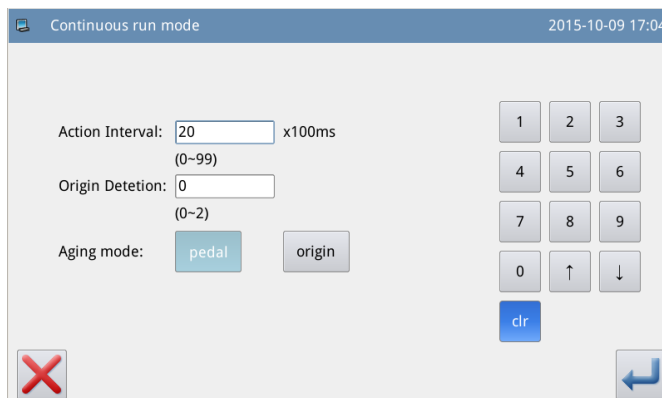 Continuous run mode
2015-10-09 17:04
Action Interval: 20 x100ms
(0~99)
Origin Detetion: 0
(0~2)
Aging mode: pedal origin
1 2 3
4 5 6
7 8 9
0 ↑ ↓
clr